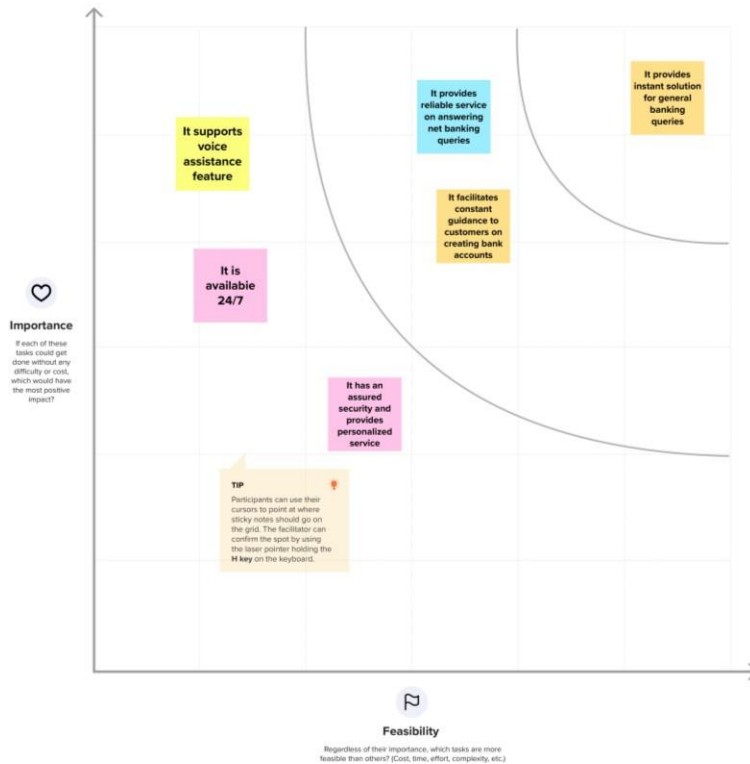 It provides
instant solution
for general
banking
queries
It provides
reliable service
on answering
net banking
queries
It supports
voice
assistance
feature
It facilitates
constant
guidance to
customers on
creating bank
accounts
It is
available
24/7
Importance
If each of these
tasks could get
done without any
difficulty or cost,
which would have
the most positive
impact?
It has an
assured
security and
provides
personalized
service
TIP
Participants can use their
cursors to point at where
sticky notes should go on
the grid. The facilitator can
confirm the spot by using
the laser pointer holding the
H key on the keyboard.
Feasibility
Regardless of their importance, which tasks are more
feasible than others? (Cost, time, effort, complexity, etc.)